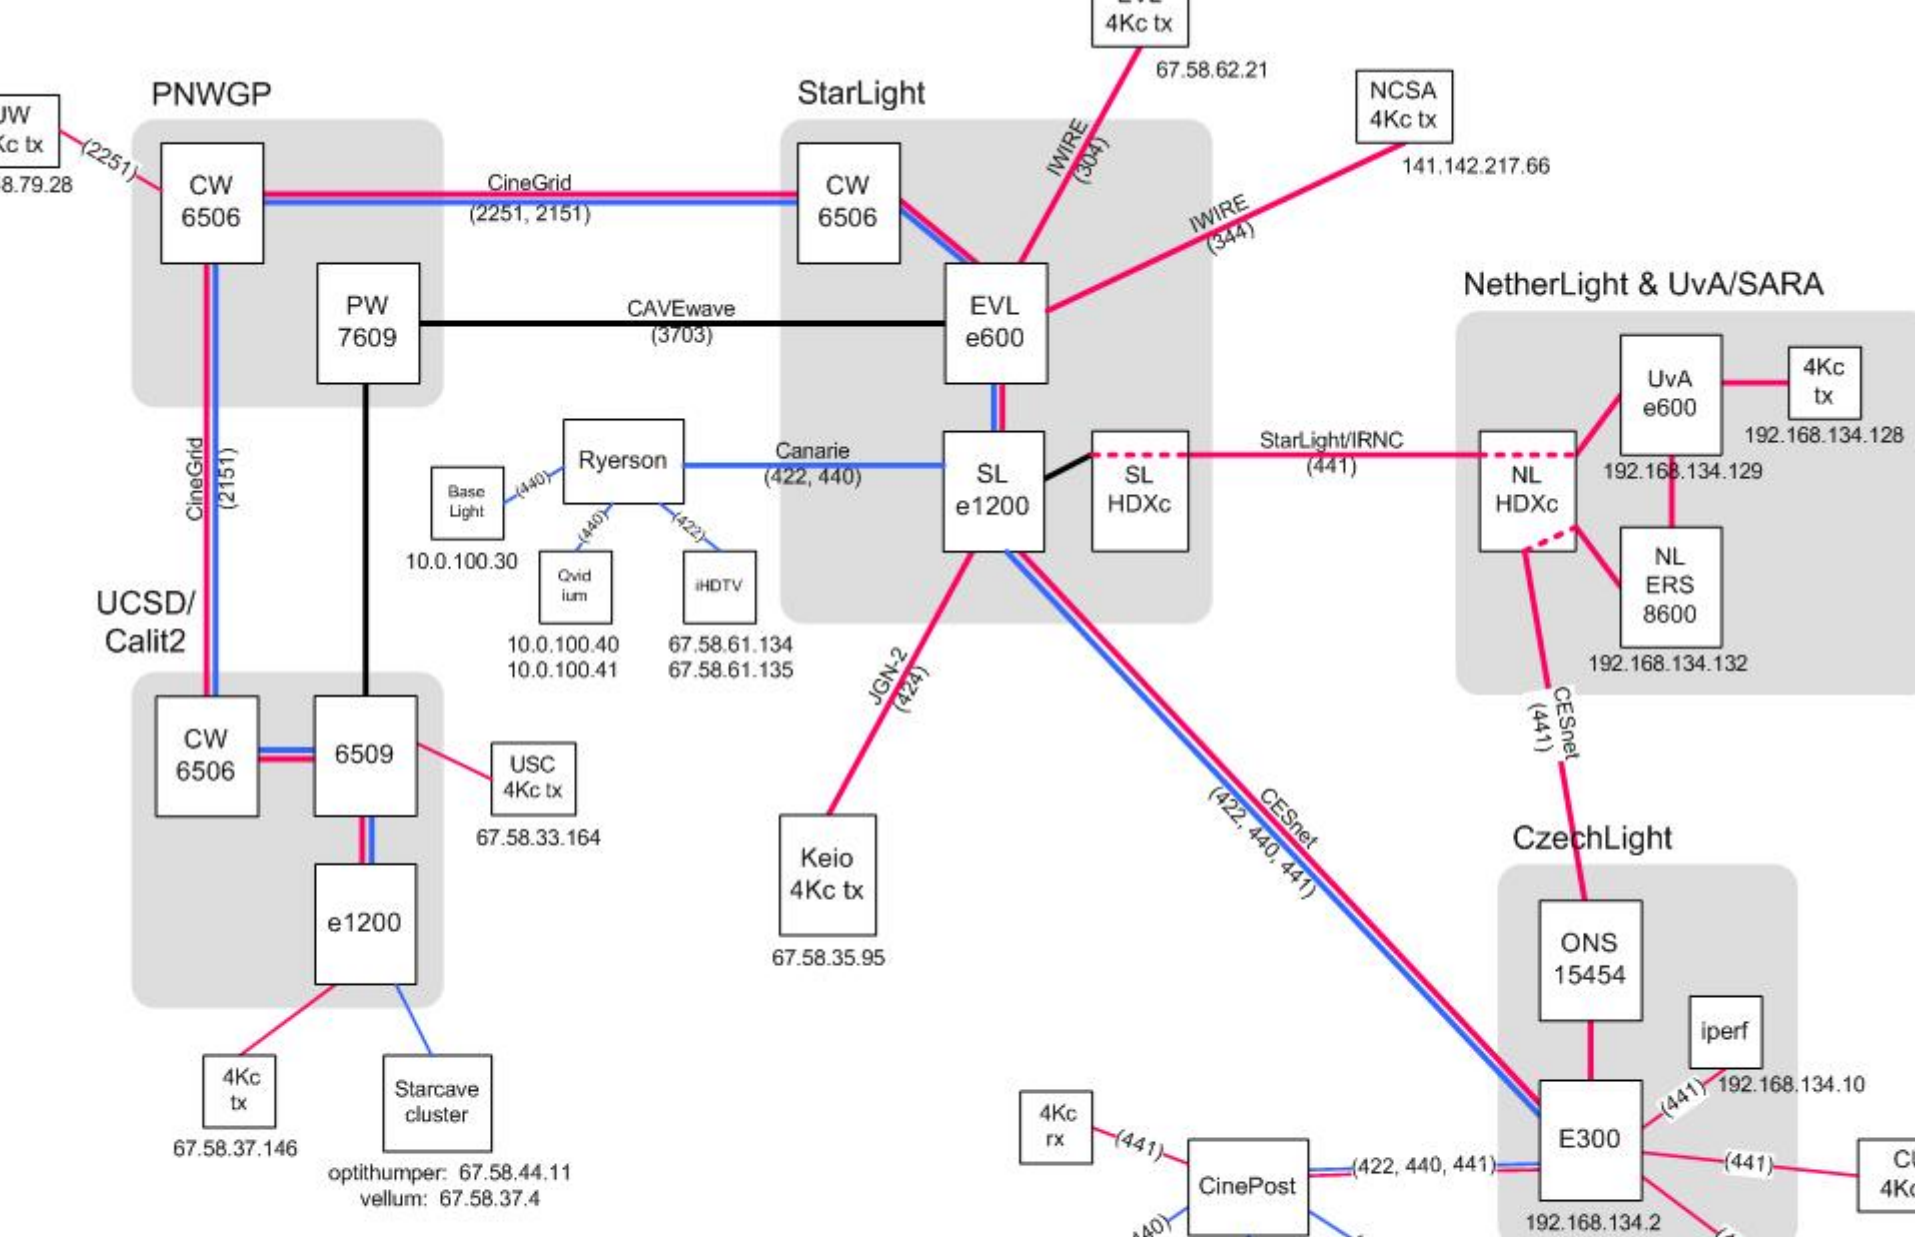 4Kc tx
67.58.62.21
PNWGP
StarLight
NCSA
4Kc tx
141.142.217.66
(2251)
8.79.28
CW
6506
CineGrid
(2251, 2151)
CW
6506
IWIRE
(304)
IWIRE
(344)
PW
7609
CAVEwave
(3703)
EVL
e600
NetherLight & UvA/SARA
UvA
e600
4Kc
tx
192.168.134.128
192.168.134.129
CineGrid
(2151)
Base
Light
10.0.100.30
(440)
Ryerson
(440)
(422)
Qvid
ium
10.0.100.40
10.0.100.41
iHDTV
67.58.61.134
67.58.61.135
Canarie
(422, 440)
SL
e1200
SL
HDXc
StarLight/IRNC
(441)
NL
HDXc
NL
ERS
8600
192.168.134.132
UCSD/
Calit2
CW
6506
6509
USC
4Kc tx
67.58.33.164
e1200
4Kc
tx
67.58.37.146
Starcave
cluster
optithumper: 67.58.44.11
vellum: 67.58.37.4
JGN-2
(424)
Keio
4Kc tx
67.58.35.95
CESnet
(422, 440, 441)
CESnet
(441)
CzechLight
ONS
15454
iperf
192.168.134.10
(441)
E300
192.168.134.2
(441)
4Kc
rx
(441)
CinePost
(422, 440, 441)